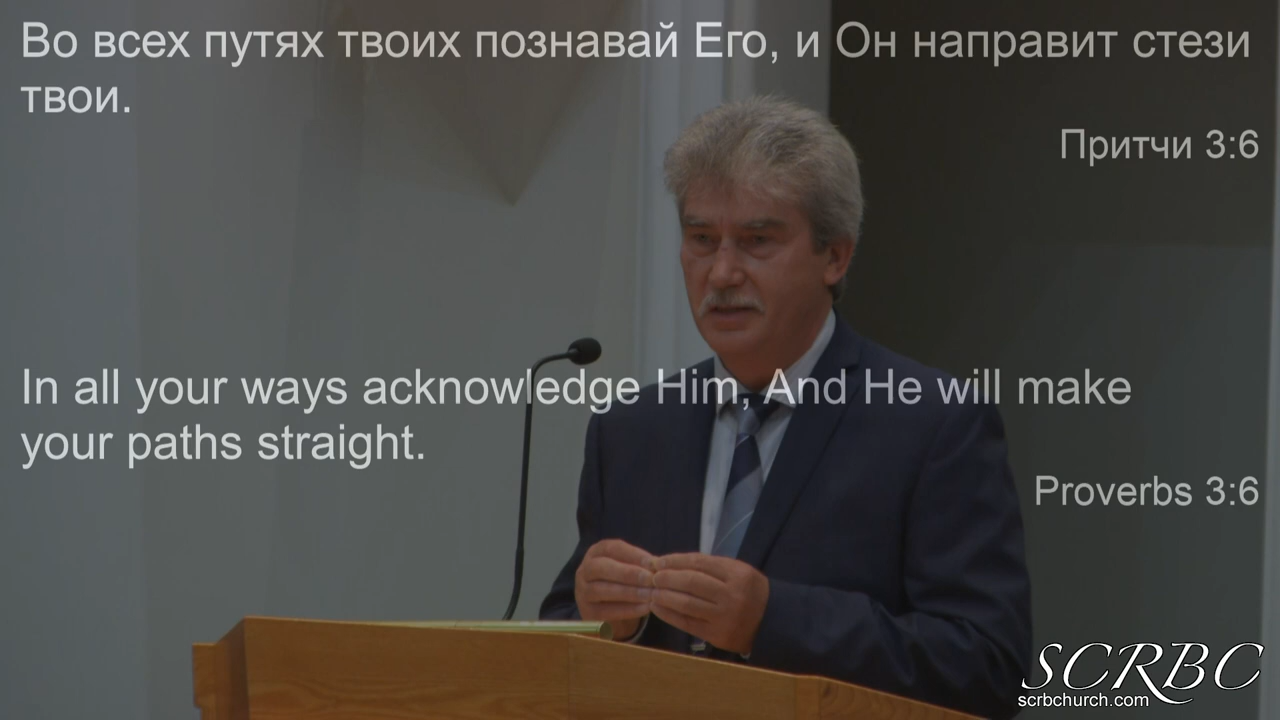 Во всех путях твоих познавай Его, и Он направит стези
твои.
Притчи 3:6
In all your ways acknowledge Him, And He will make
your paths straight.
Proverbs 3:6
SCRBC
scrbchurch.com